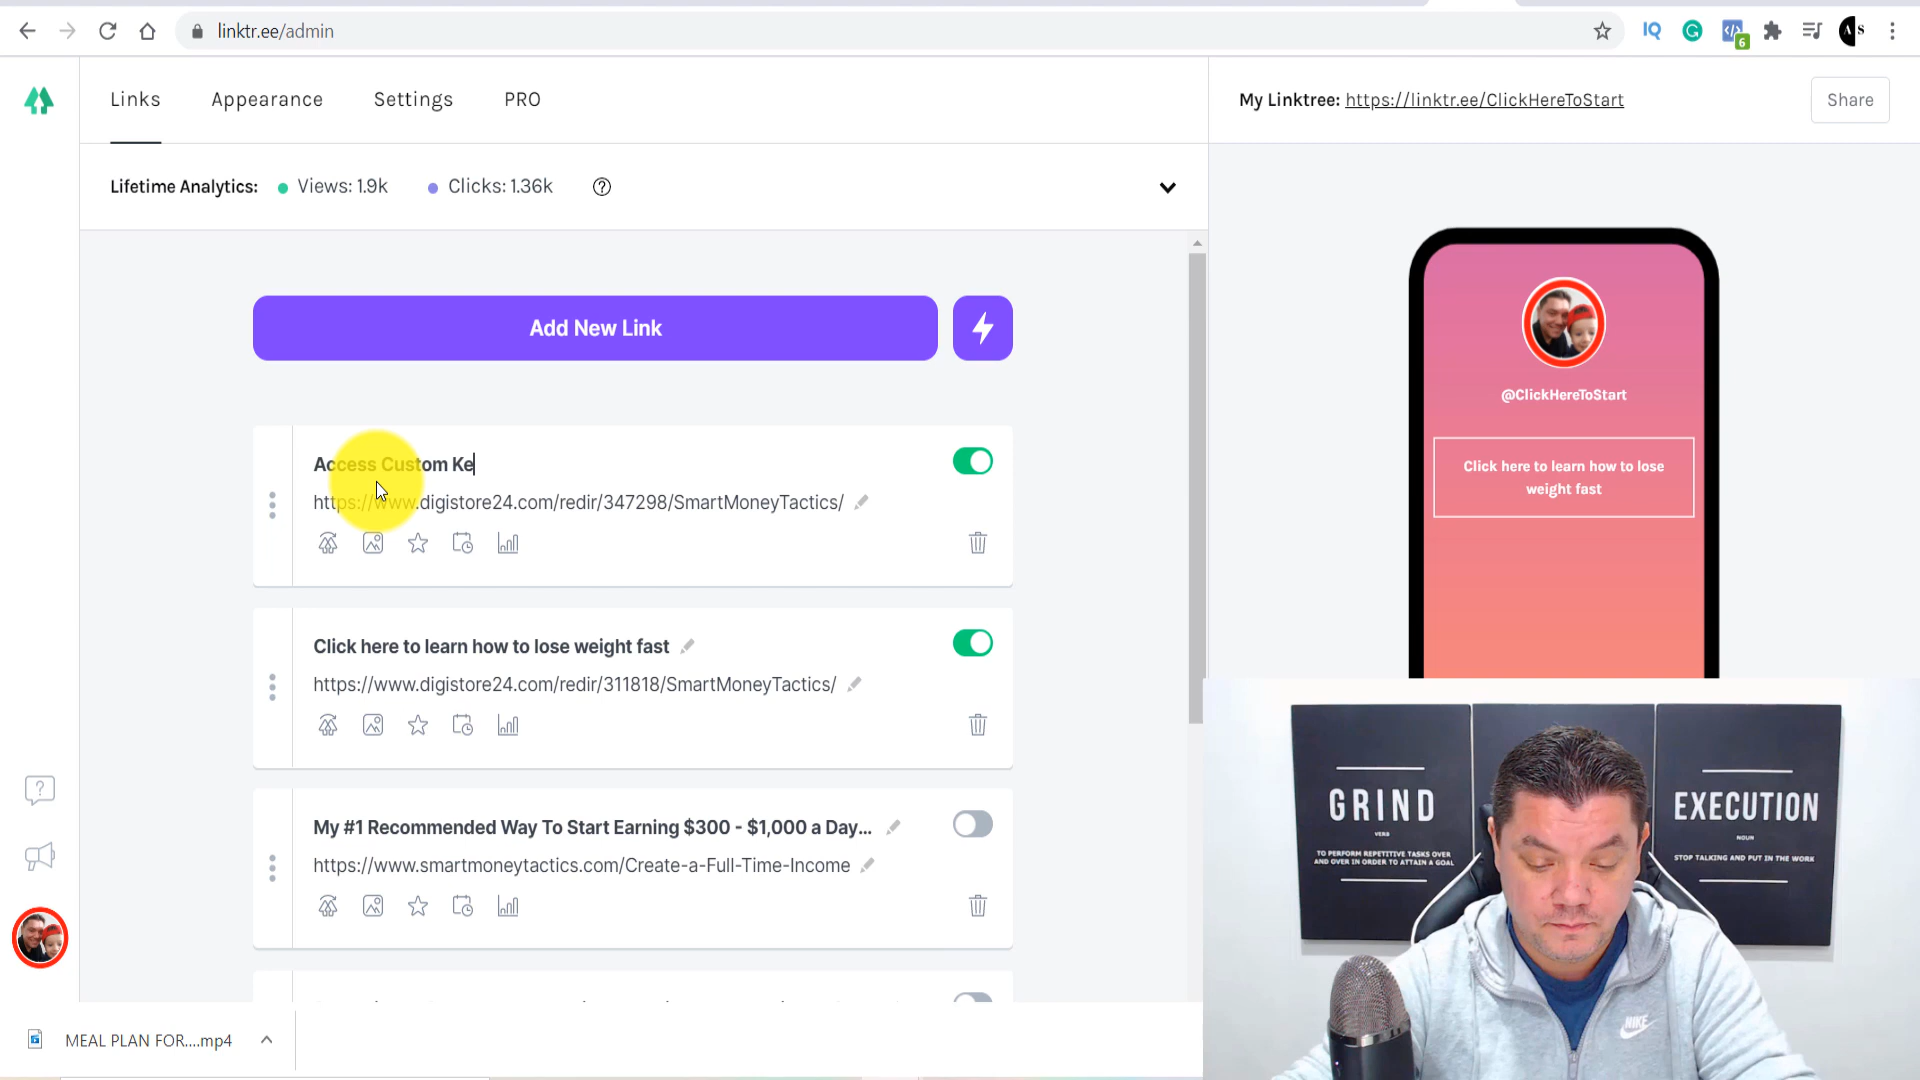 linktr.ee/admin
IQ
6
A S
Links
Appearance
Settings
PRO
My Linktree: https://linktr.ee/ClickHereToStart
Share
Lifetime Analytics:
Views: 1.9k
Clicks: 1.36k
?
Add New Link
Access Custom Ke
https://www.digistore24.com/redir/347298/SmartMoneyTactics/
Click here to learn how to lose weight fast
https://www.digistore24.com/redir/311818/SmartMoneyTactics/
My #1 Recommended Way To Start Earning $300 - $1,000 a Day...
https://www.smartmoneytactics.com/Create-a-Full-Time-Income
@ClickHereToStart
Click here to learn how to lose
weight fast
GRIND
VERB
TO PERFORM REPETITIVE TASKS OVER
AND OVER IN ORDER TO ATTAIN A GOAL
EXECUTION
NOUN
STOP TALKING AND PUT IN THE WORK
NIKE
?
MEAL PLAN FOR....mp4